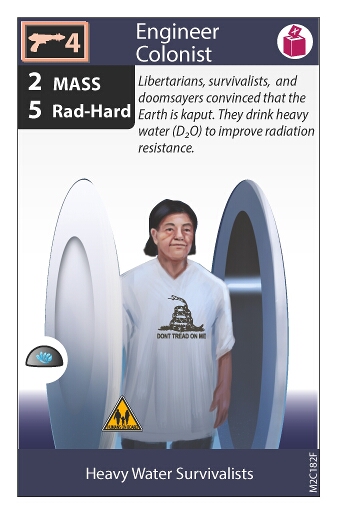 4
Engineer
Colonist
2 MASS
5 Rad-Hard
Libertarians, survivalists, and
doomsayers convinced that the
Earth is kaput. They drink heavy
water (D₂O) to improve radiation
resistance.
DONT TREAD ON ME
Heavy Water Survivalists
M2C182F